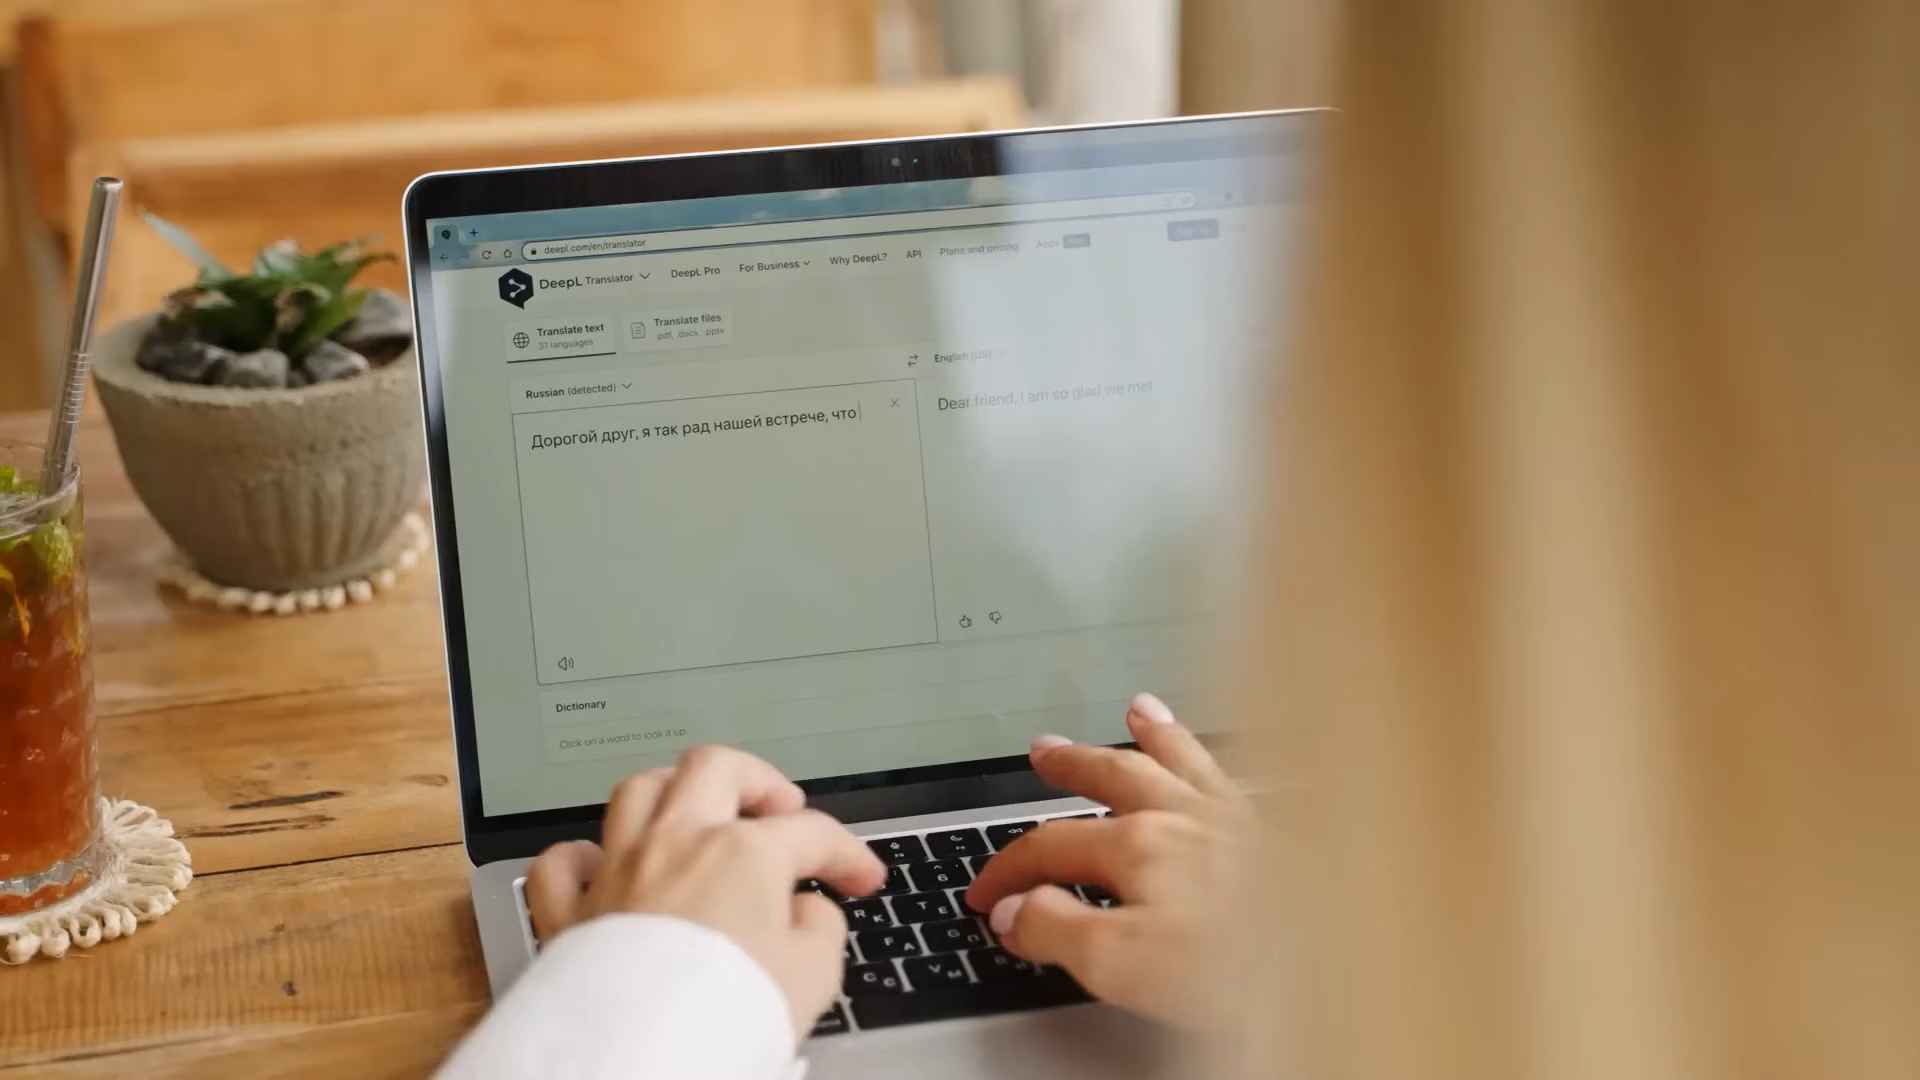 deepl.com/en/translator
DeepL Translator
DeepL Pro
For Business
Why DeepL?
API
Plans and pricing
Apps
Translate text
31 languages
Translate files
.pdf, .docx, .pptx
Russian (detected)
English (US)
Дорогой друг, я так рад нашей встрече, что
Dear friend, I am so glad we met
Dictionary
Click on a word to look it up.
6
R К
T Е
F А
G П
C С
V М